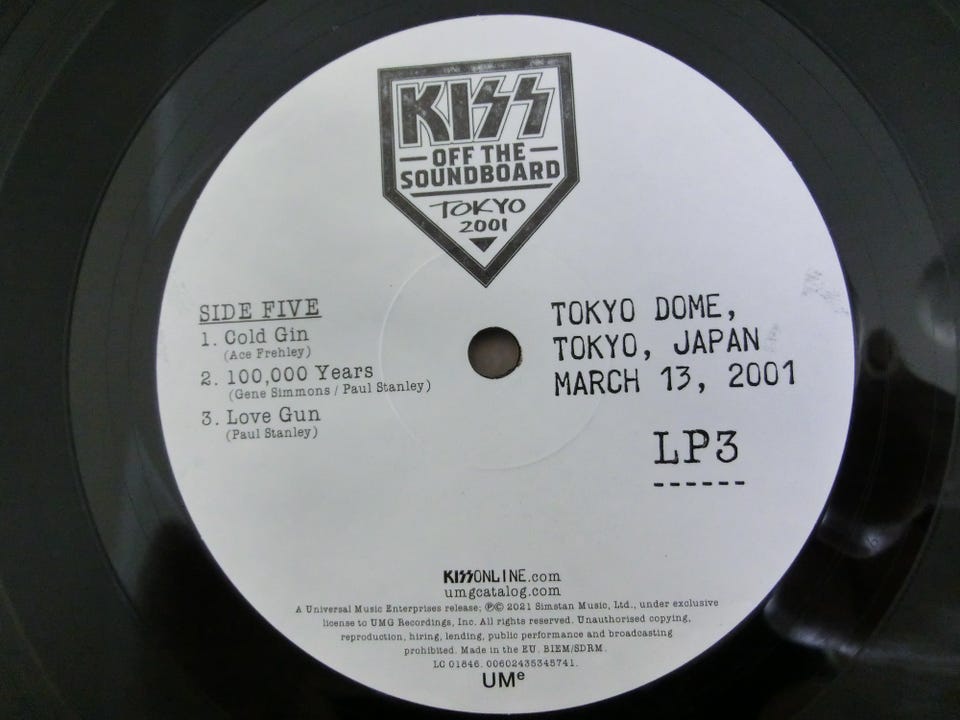 KISS
OFF THE
SOUNDBOARD
TOKYO
2001
SIDE FIVE
1. Cold Gin
(Ace Frehley)
2. 100,000 Years
(Gene Simmons / Paul Stanley)
3. Love Gun
(Paul Stanley)
TOKYO DOME,
TOKYO, JAPAN
MARCH 13, 2001
LP3
------
KISSONLINE.com
umgcatalog.com
A Universal Music Enterprises release; ℗© 2021 Simstan Music, Ltd., under exclusive
license to UMG Recordings, Inc. All rights reserved. Unauthorised copying,
reproduction, hiring, lending, public performance and broadcasting
prohibited. Made in the EU. BIEM/SDRM.
LC 01846. 00602435345741.
UMe